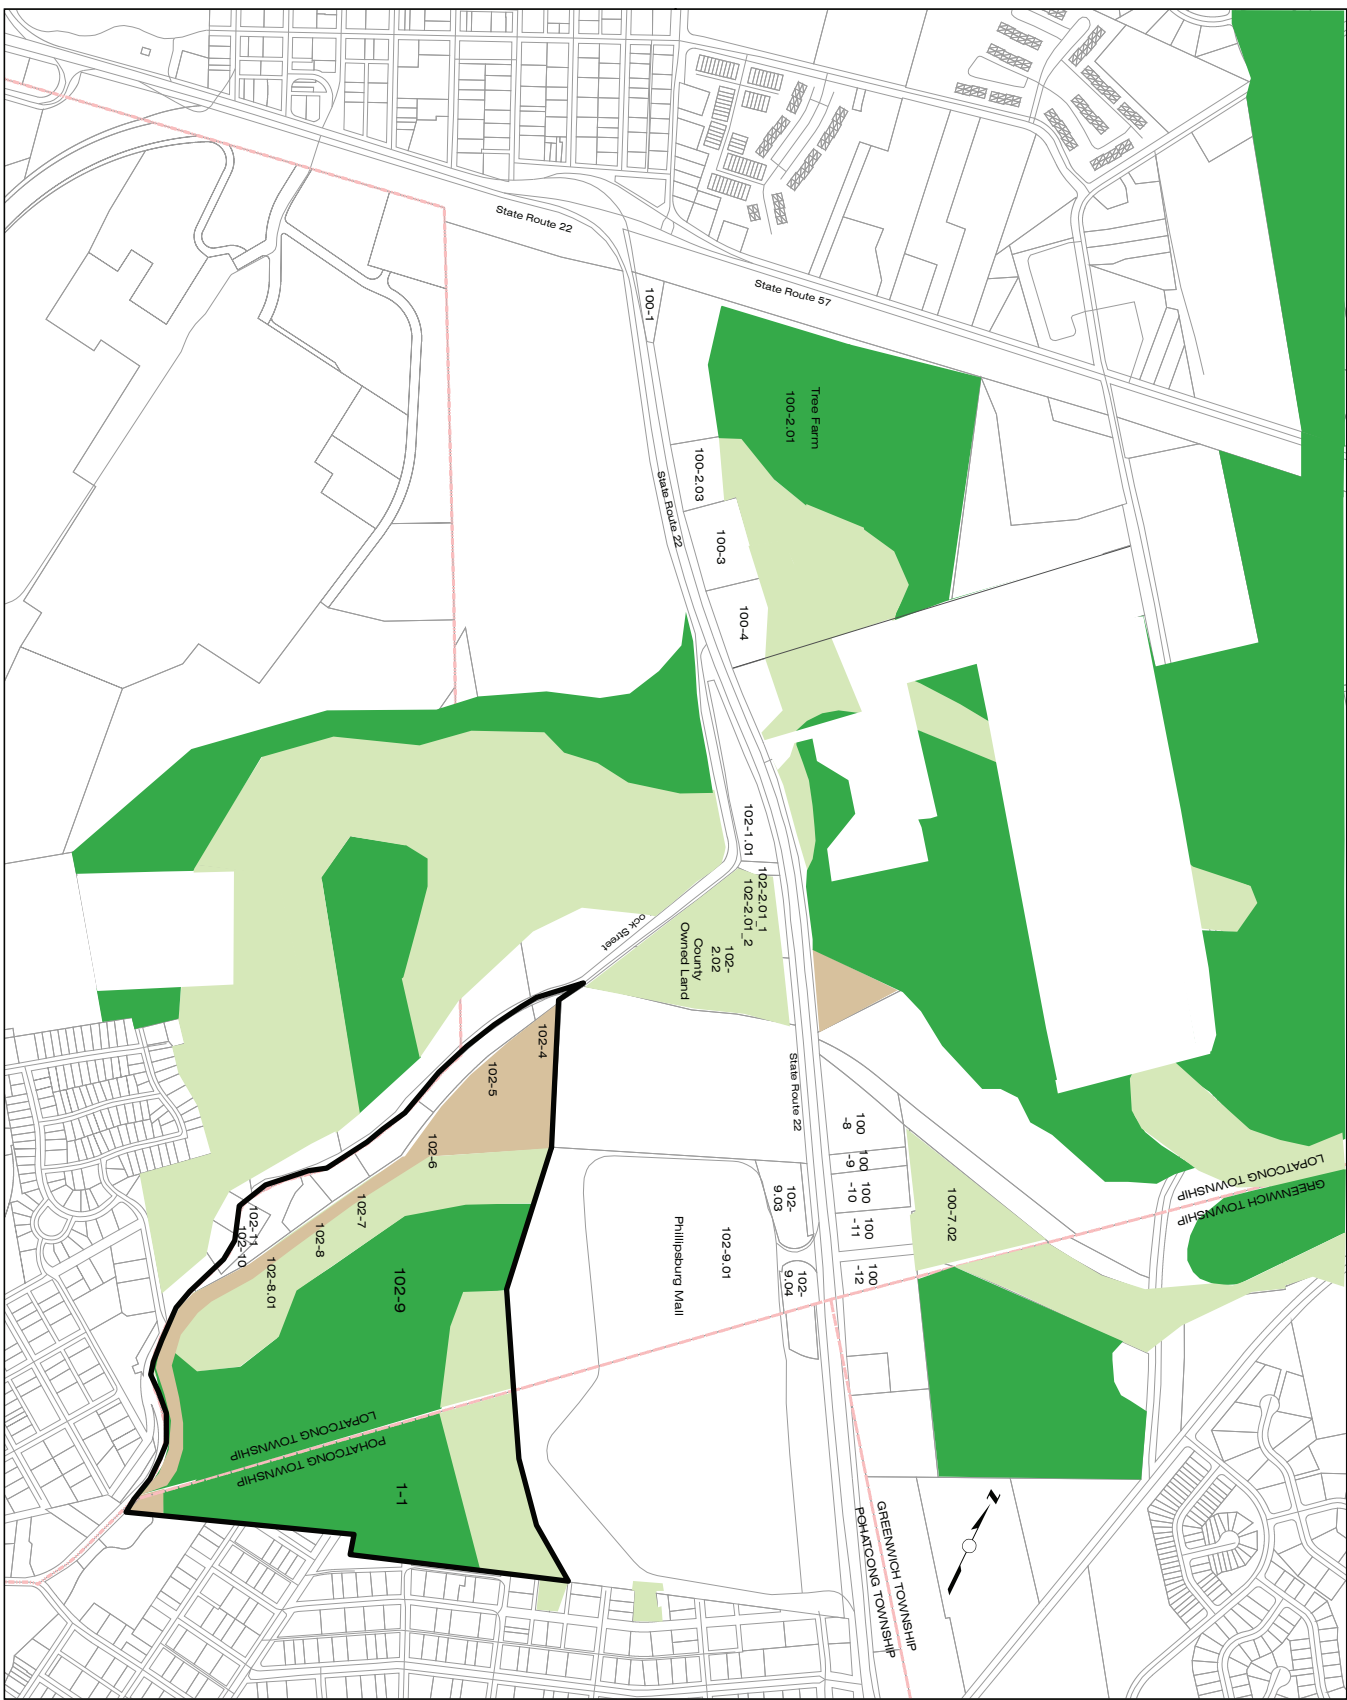 State Route 22
State Route 57
100-1
Tree Farm
100-2.01
100-2.03
State Route 22
100-3
100-4
102-1.01
102-2.01_1
102-2.01_2
102-
2.02
County
Owned Land
ock Street
102-4
102-5
102-6
102-7
102-8
102-8.01
102-11
102-10
102-9
State Route 22
100
-8
100
-9
100
-10
100
-11
100
-12
100-7.02
102-
9.03
102-
9.04
102-9.01
Phillipsburg Mall
LOPATCONG TOWNSHIP
GREENWICH TOWNSHIP
LOPATCONG TOWNSHIP
POHATCONG TOWNSHIP
1-1
GREENWICH TOWNSHIP
POHATCONG TOWNSHIP
Z